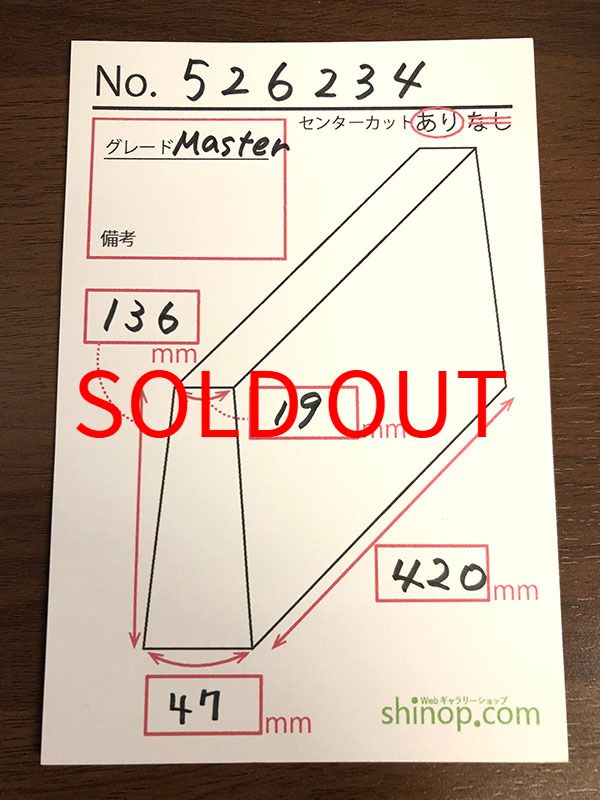 No. 526234
センターカット あり なし
グレード Master
備考
136
mm
SOLD OUT
19
mm
420
mm
47
mm
Webギャラリーショップ
shinop.com